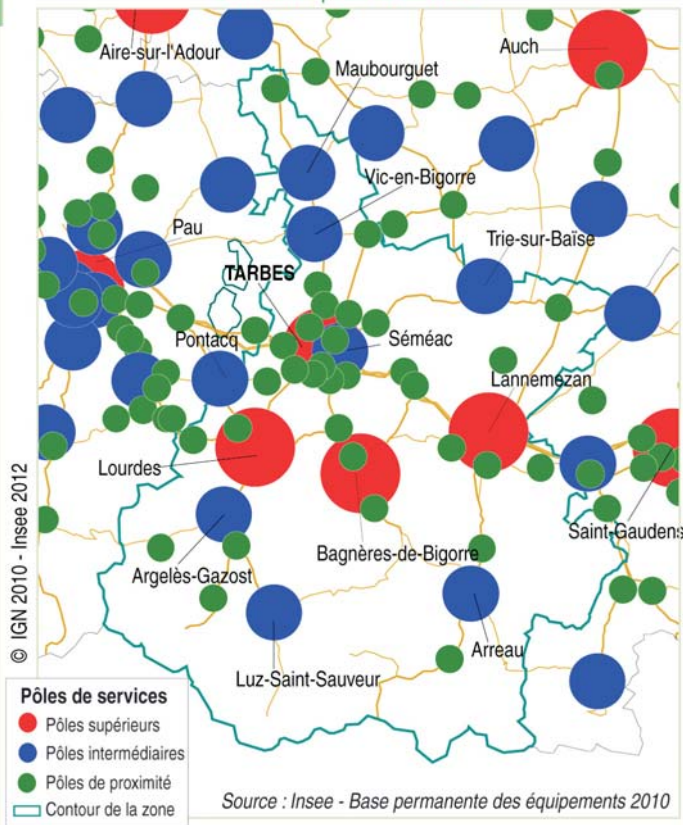 Aire-sur-l'Adour
Auch
Maubourguet
Vic-en-Bigorre
Pau
Trie-sur-Baïse
TARBES
Pontacq
Séméac
Lannemezan
Lourdes
Saint-Gaudens
Bagnères-de-Bigorre
Argelès-Gazost
Arreau
Luz-Saint-Sauveur
© IGN 2010 - Insee 2012
Pôles de services
Pôles supérieurs
Pôles intermédiaires
Pôles de proximité
Contour de la zone
Source : Insee - Base permanente des équipements 2010